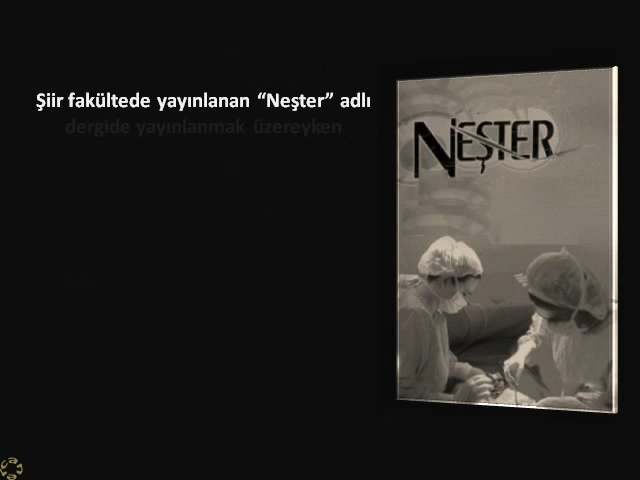 Şiir fakültede yayınlanan “Neşter” adlı
dergide yayınlanmak üzereyken
NEŞTER